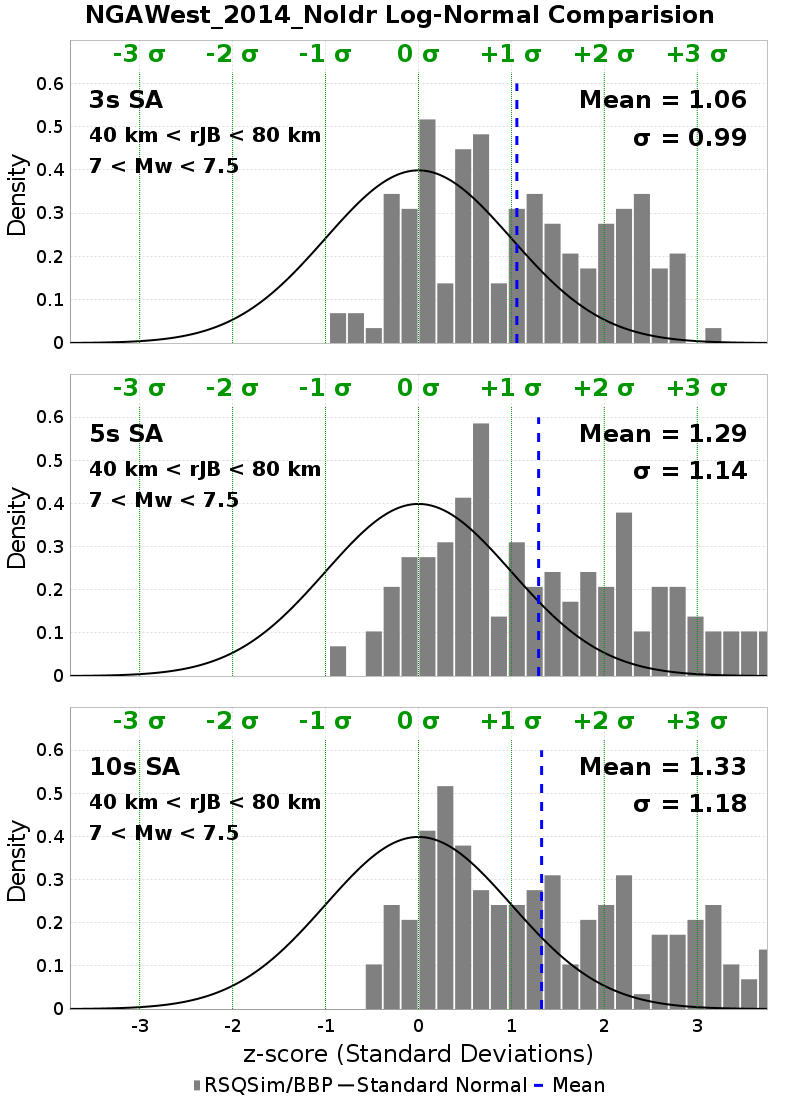 NGAWest_2014_NoIdr Log-Normal Comparision
-3 σ -2 σ -1 σ 0 σ +1 σ +2 σ +3 σ
0.6
3s SA Mean = 1.06
0.5
40 km < rJB < 80 km σ = 0.99
7 < Mw < 7.5
0.4
Density
0.3
0.2
0.1
0
-3 σ -2 σ -1 σ 0 σ +1 σ +2 σ +3 σ
0.6
5s SA Mean = 1.29
0.5
40 km < rJB < 80 km σ = 1.14
7 < Mw < 7.5
0.4
Density
0.3
0.2
0.1
0
-3 σ -2 σ -1 σ 0 σ +1 σ +2 σ +3 σ
0.6
10s SA Mean = 1.33
0.5
40 km < rJB < 80 km σ = 1.18
7 < Mw < 7.5
0.4
Density
0.3
0.2
0.1
0
-3 -2 -1 0 1 2 3
z-score (Standard Deviations)
RSQSim/BBP Standard Normal Mean